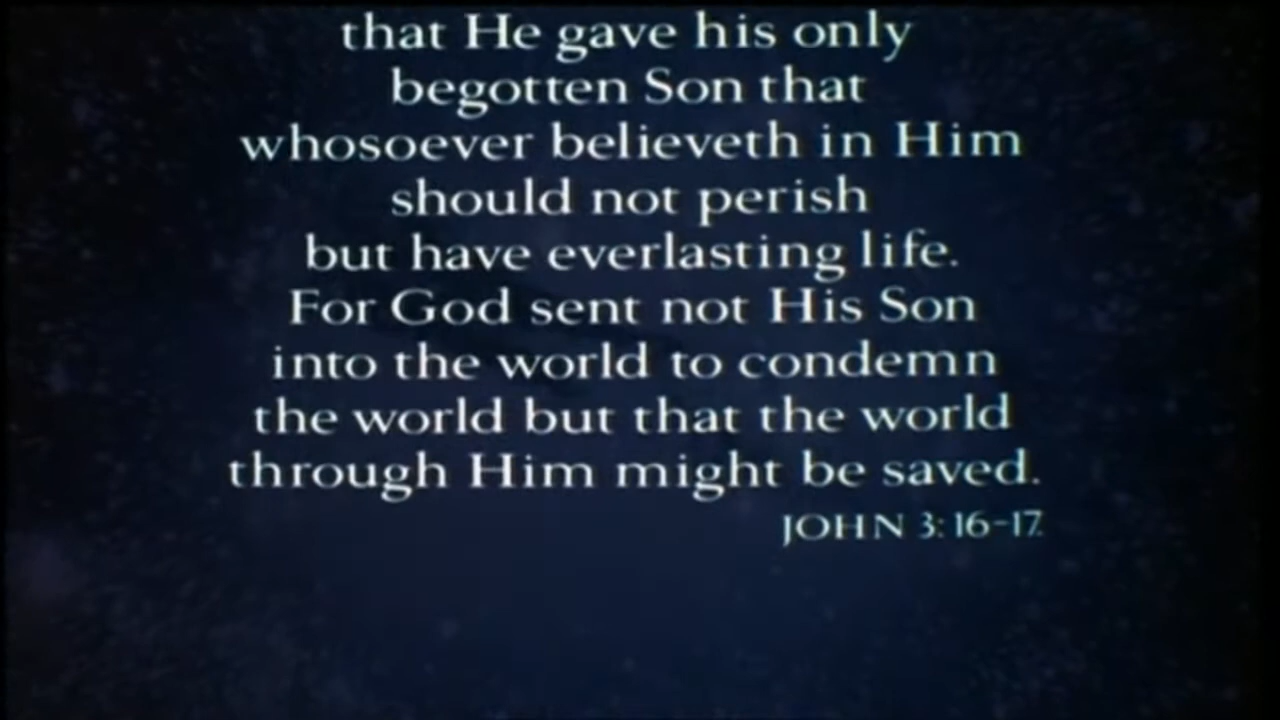 that He gave his only
begotten Son that
whosoever believeth in Him
should not perish
but have everlasting life.
For God sent not His Son
into the world to condemn
the world but that the world
through Him might be saved.
JOHN 3:16-17.